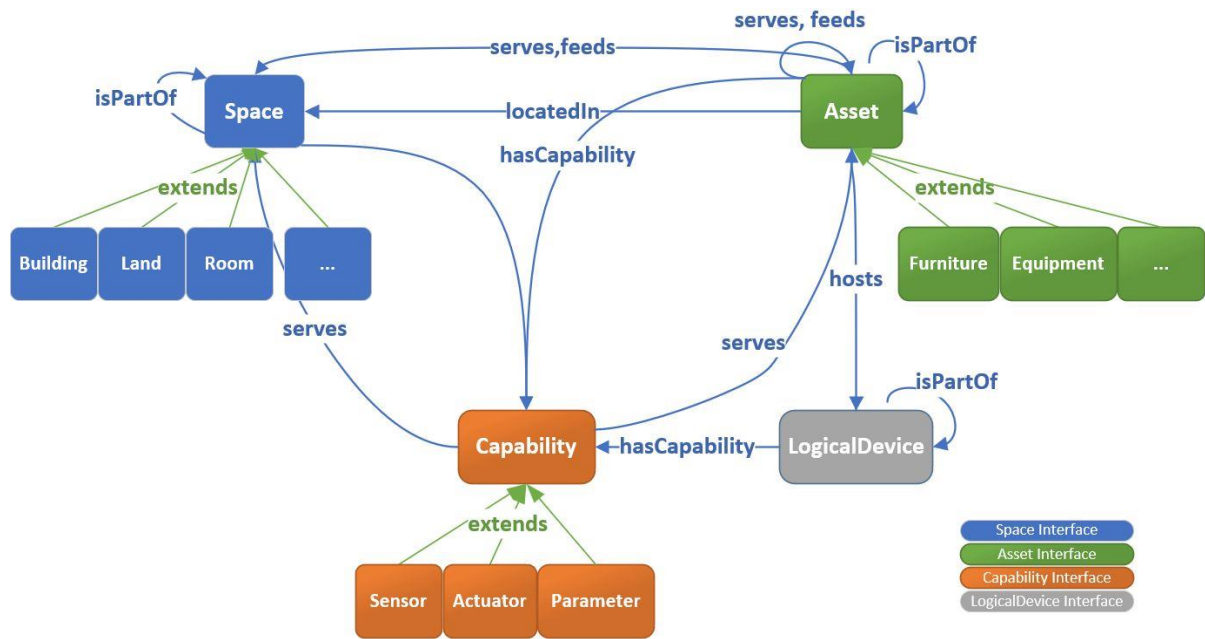 serves, feeds
serves,feeds
isPartOf
isPartOf
Space
locatedIn
Asset
hasCapability
extends
extends
Building
Land
Room
...
Furniture
Equipment
...
hosts
serves
serves
isPartOf
Capability
hasCapability
LogicalDevice
extends
Sensor
Actuator
Parameter
Space Interface
Asset Interface
Capability Interface
LogicalDevice Interface